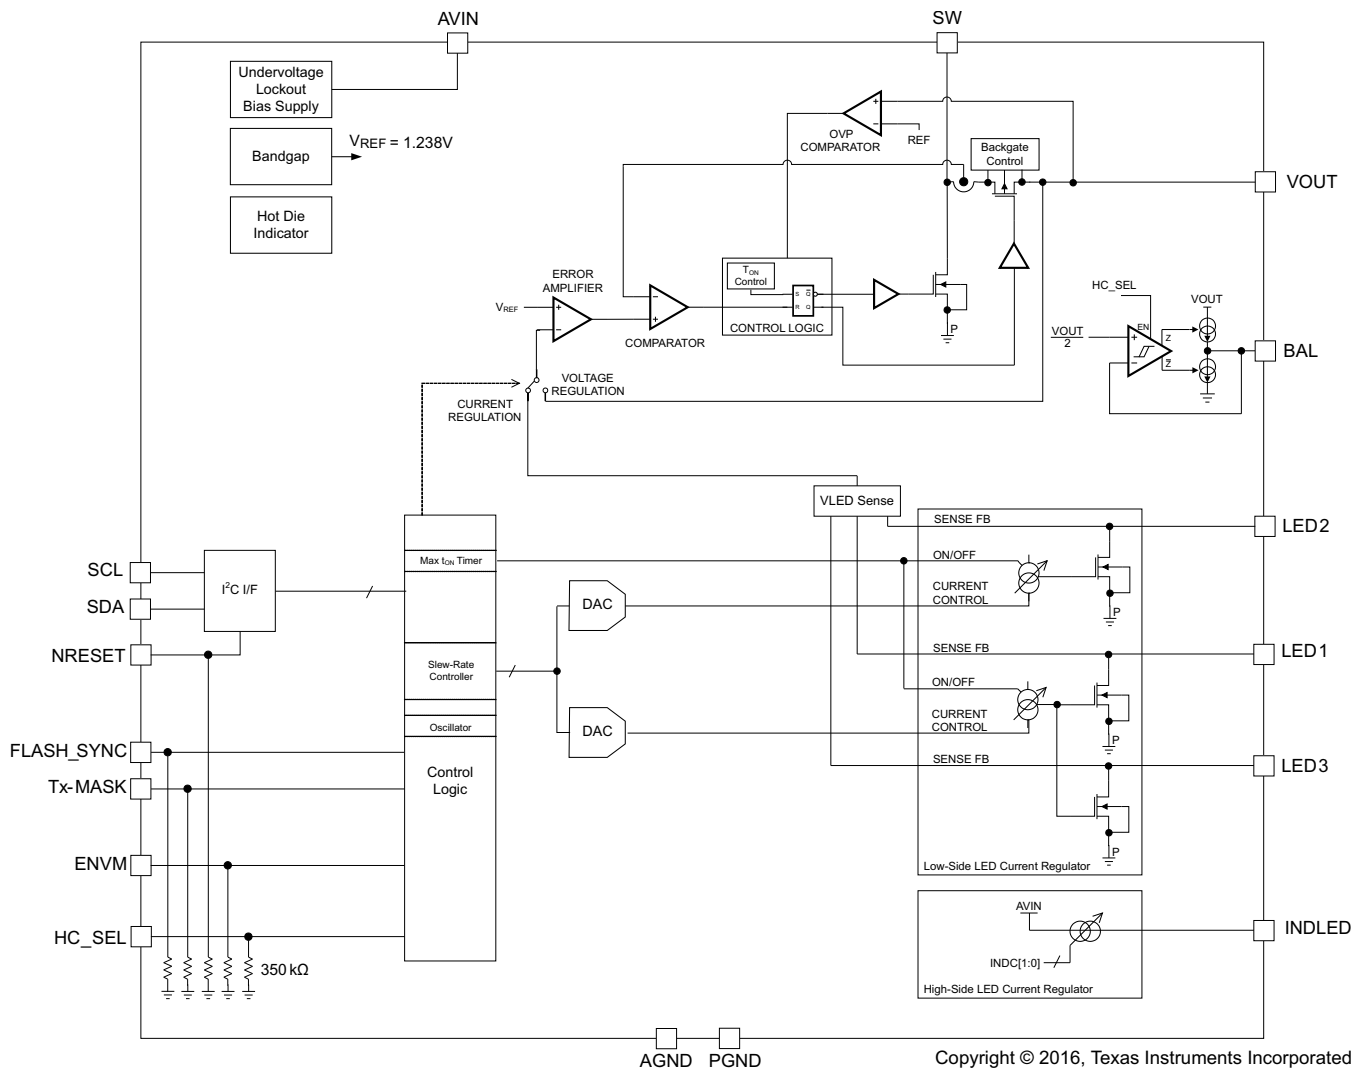 AVIN
SW
Undervoltage
Lockout
Bias Supply
Bandgap
VREF = 1.238V
Hot Die
Indicator
OVP
COMPARATOR
+
−
REF
Backgate
Control
VOUT
ERROR
AMPLIFIER
VREF
+
−
−
+
COMPARATOR
TON
Control
S
Q̅
R
Q
CONTROL LOGIC
P
HC_SEL
VOUT
EN
VOUT
2
+
−
Z
Z̅
BAL
VOLTAGE
REGULATION
CURRENT
REGULATION
VLED Sense
SENSE FB
LED2
ON/OFF
CURRENT
CONTROL
P
SENSE FB
LED1
ON/OFF
CURRENT
CONTROL
P
SENSE FB
LED3
P
Low-Side LED Current Regulator
SCL
SDA
I²C I/F
NRESET
Max tON Timer
DAC
Slew-Rate
Controller
DAC
Oscillator
Control
Logic
FLASH_SYNC
Tx-MASK
ENVM
HC_SEL
350 kΩ
AVIN
INDC[1:0]
INDLED
High-Side LED Current Regulator
AGND
PGND
Copyright © 2016, Texas Instruments Incorporated